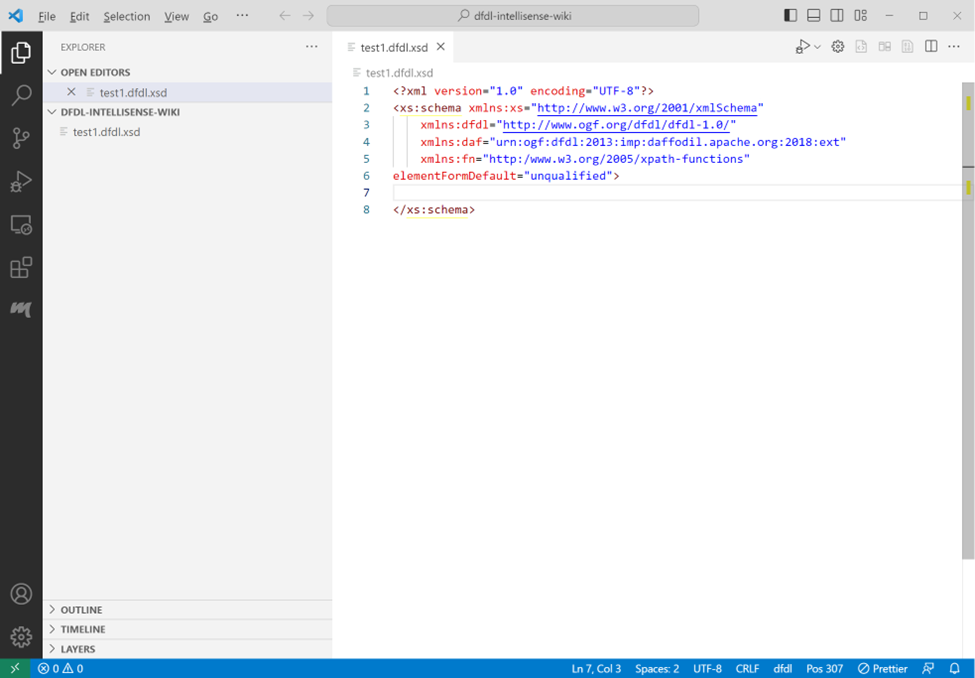 File Edit Selection View Go ··· dfdl-intellisense-wiki
EXPLORER ···
test1.dfdl.xsd
OPEN EDITORS
test1.dfdl.xsd
DFDL-INTELLISENSE-WIKI
test1.dfdl.xsd
test1.dfdl.xsd
1 <?xml version="1.0" encoding="UTF-8"?>
2 <xs:schema xmlns:xs="http://www.w3.org/2001/xmlSchema"
3 xmlns:dfdl="http://www.ogf.org/dfdl/dfdl-1.0/"
4 xmlns:daf="urn:ogf:dfdl:2013:imp:daffodil.apache.org:2018:ext"
5 xmlns:fn="http:/www.w3.org/2005/xpath-functions"
6 elementFormDefault="unqualified">
7
8 </xs:schema>
OUTLINE
TIMELINE
LAYERS
0 0 Ln 7, Col 3 Spaces: 2 UTF-8 CRLF dfdl Pos 307 Prettier